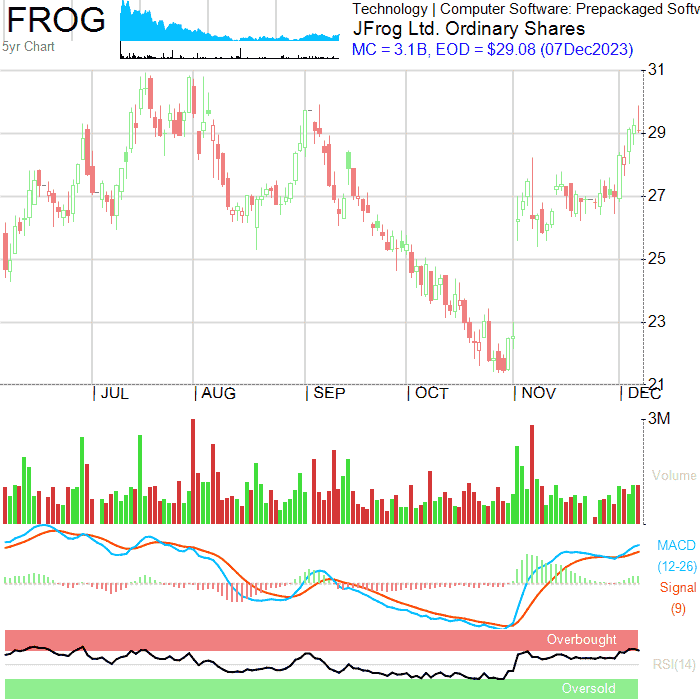 FROG
5yr Chart
Technology | Computer Software: Prepackaged Softw
JFrog Ltd. Ordinary Shares
MC = 3.1B, EOD = $29.08 (07Dec2023)
31
29
27
25
23
21
| JUL | AUG | SEP | OCT | NOV | DEC
3M
Volume
MACD
(12-26)
Signal
(9)
Overbought
RSI(14)
Oversold